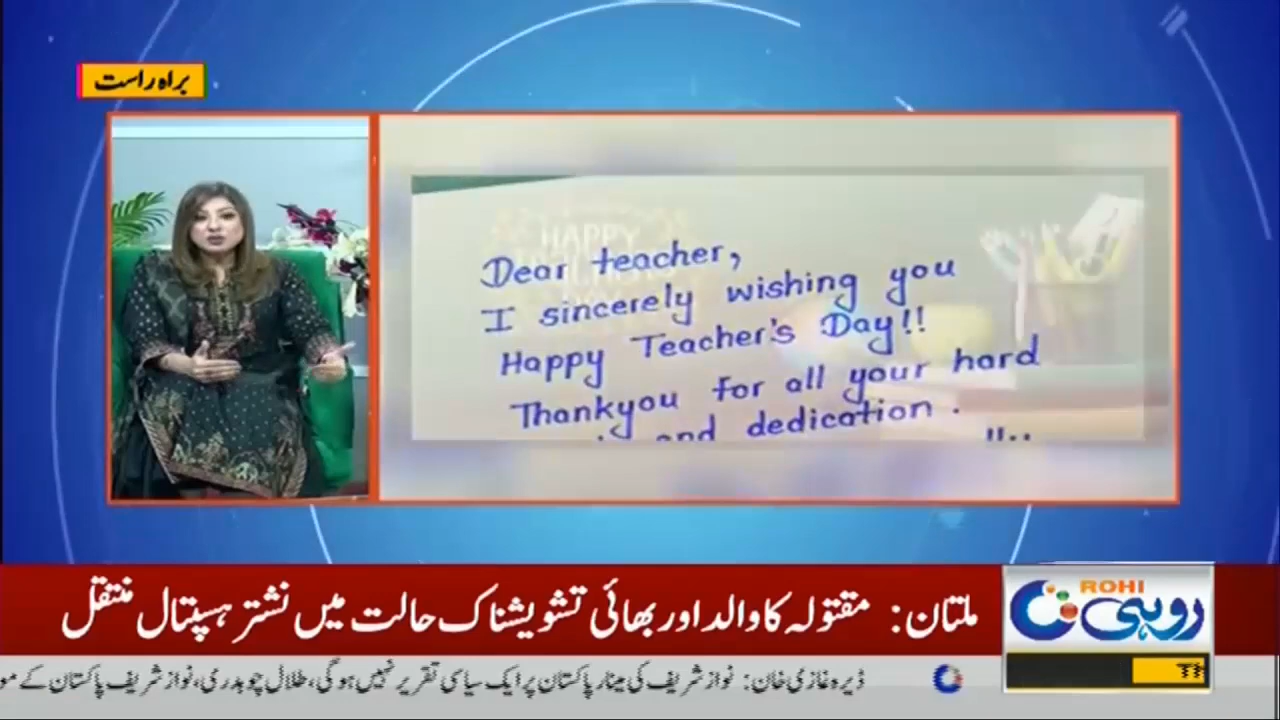 براہ راست
HAPPY
Dear teacher,
I sincerely wishing you
Happy Teacher's Day!!
Thankyou for all your hard
and dedication.
ملتان: مقتولہ کا والد اور بھائی تشویشناک حالت میں نشتر ہسپتال منتقل
ROHI
روہی
ڈیرہ غازی خان: نواز شریف کی مینار پاکستان پر ایک سیاسی تقریر نہیں ہوگی، طلال چوہدری، نواز شریف پاکستان کے